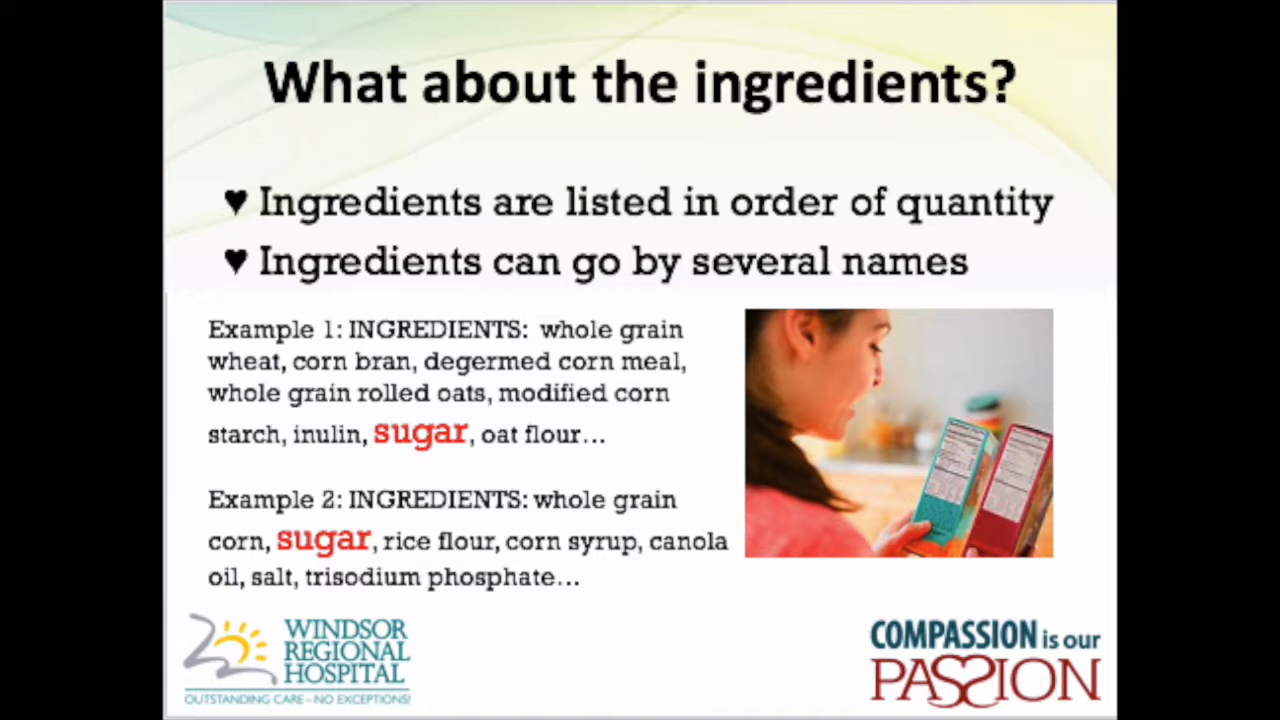 What about the ingredients?
♥ Ingredients are listed in order of quantity
♥ Ingredients can go by several names
Example 1: INGREDIENTS: whole grain
wheat, corn bran, degermed corn meal,
whole grain rolled oats, modified corn
starch, inulin, sugar, oat flour...
Example 2: INGREDIENTS: whole grain
corn, sugar, rice flour, corn syrup, canola
oil, salt, trisodium phosphate...
WINDSOR
REGIONAL
HOSPITAL
OUTSTANDING CARE – NO EXCEPTIONS!
COMPASSION is our
PASSION